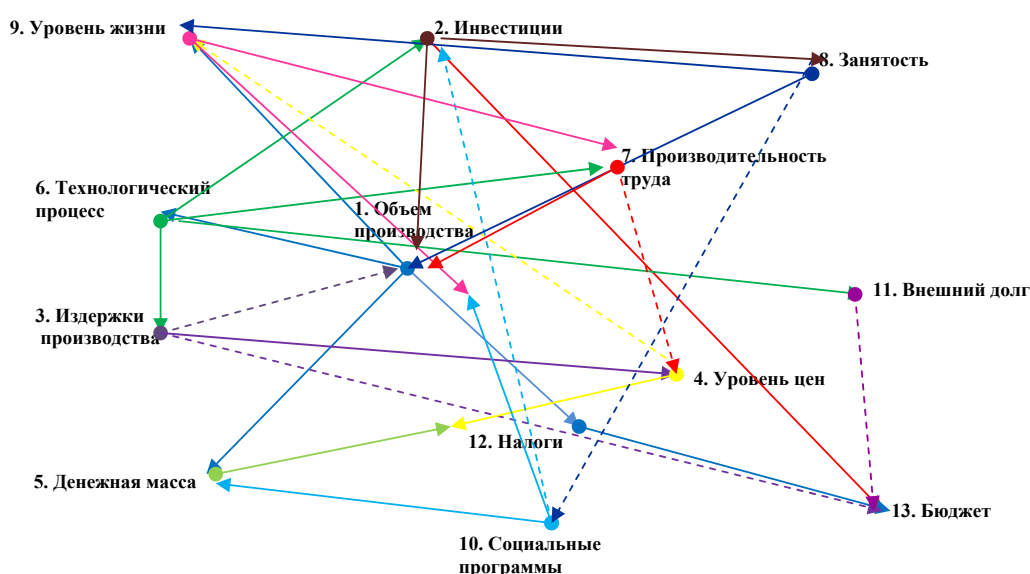 9. Уровень жизни
2. Инвестиции
8. Занятость
7. Производительность
труда
6. Технологический
процесс
1. Объем
производства
11. Внешний долг
3. Издержки
производства
4. Уровень цен
12. Налоги
5. Денежная масса
13. Бюджет
10. Социальные
программы